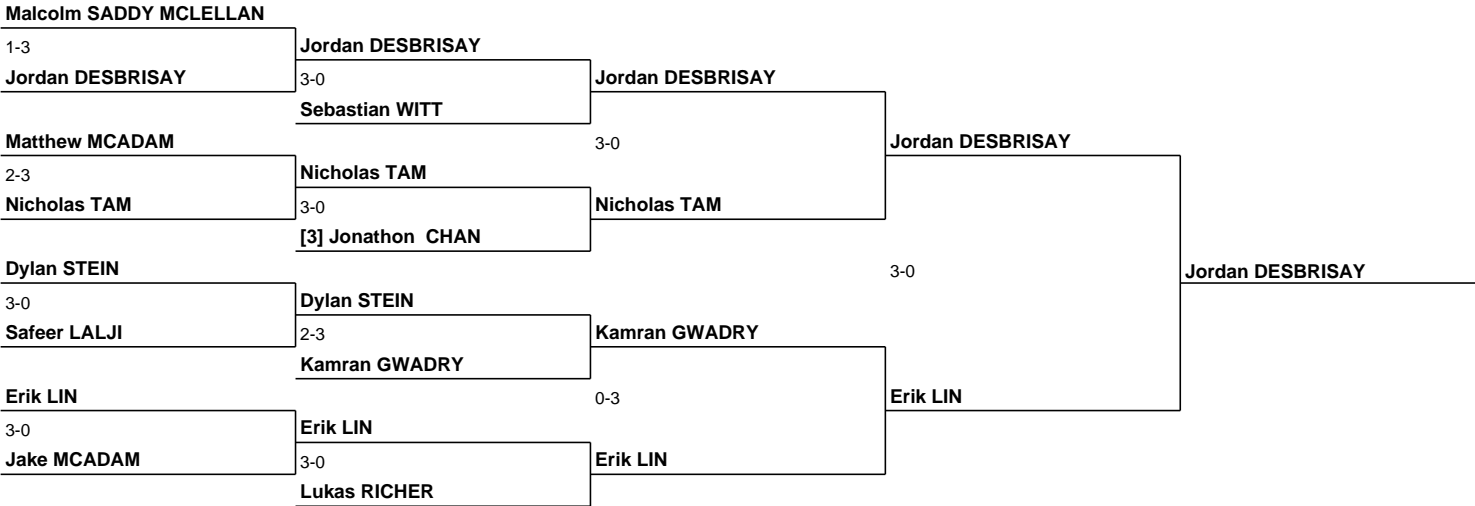 Malcolm SADDY MCLELLAN
1-3
Jordan DESBRISAY
Jordan DESBRISAY
3-0
Sebastian WITT
Jordan DESBRISAY
Matthew MCADAM
2-3
Nicholas TAM
Nicholas TAM
3-0
[3] Jonathon  CHAN
3-0
Nicholas TAM
Jordan DESBRISAY
Dylan STEIN
3-0
Safeer LALJI
Dylan STEIN
2-3
Kamran GWADRY
Kamran GWADRY
Erik LIN
3-0
Jake MCADAM
Erik LIN
3-0
Lukas RICHER
0-3
Erik LIN
Erik LIN
3-0
Jordan DESBRISAY